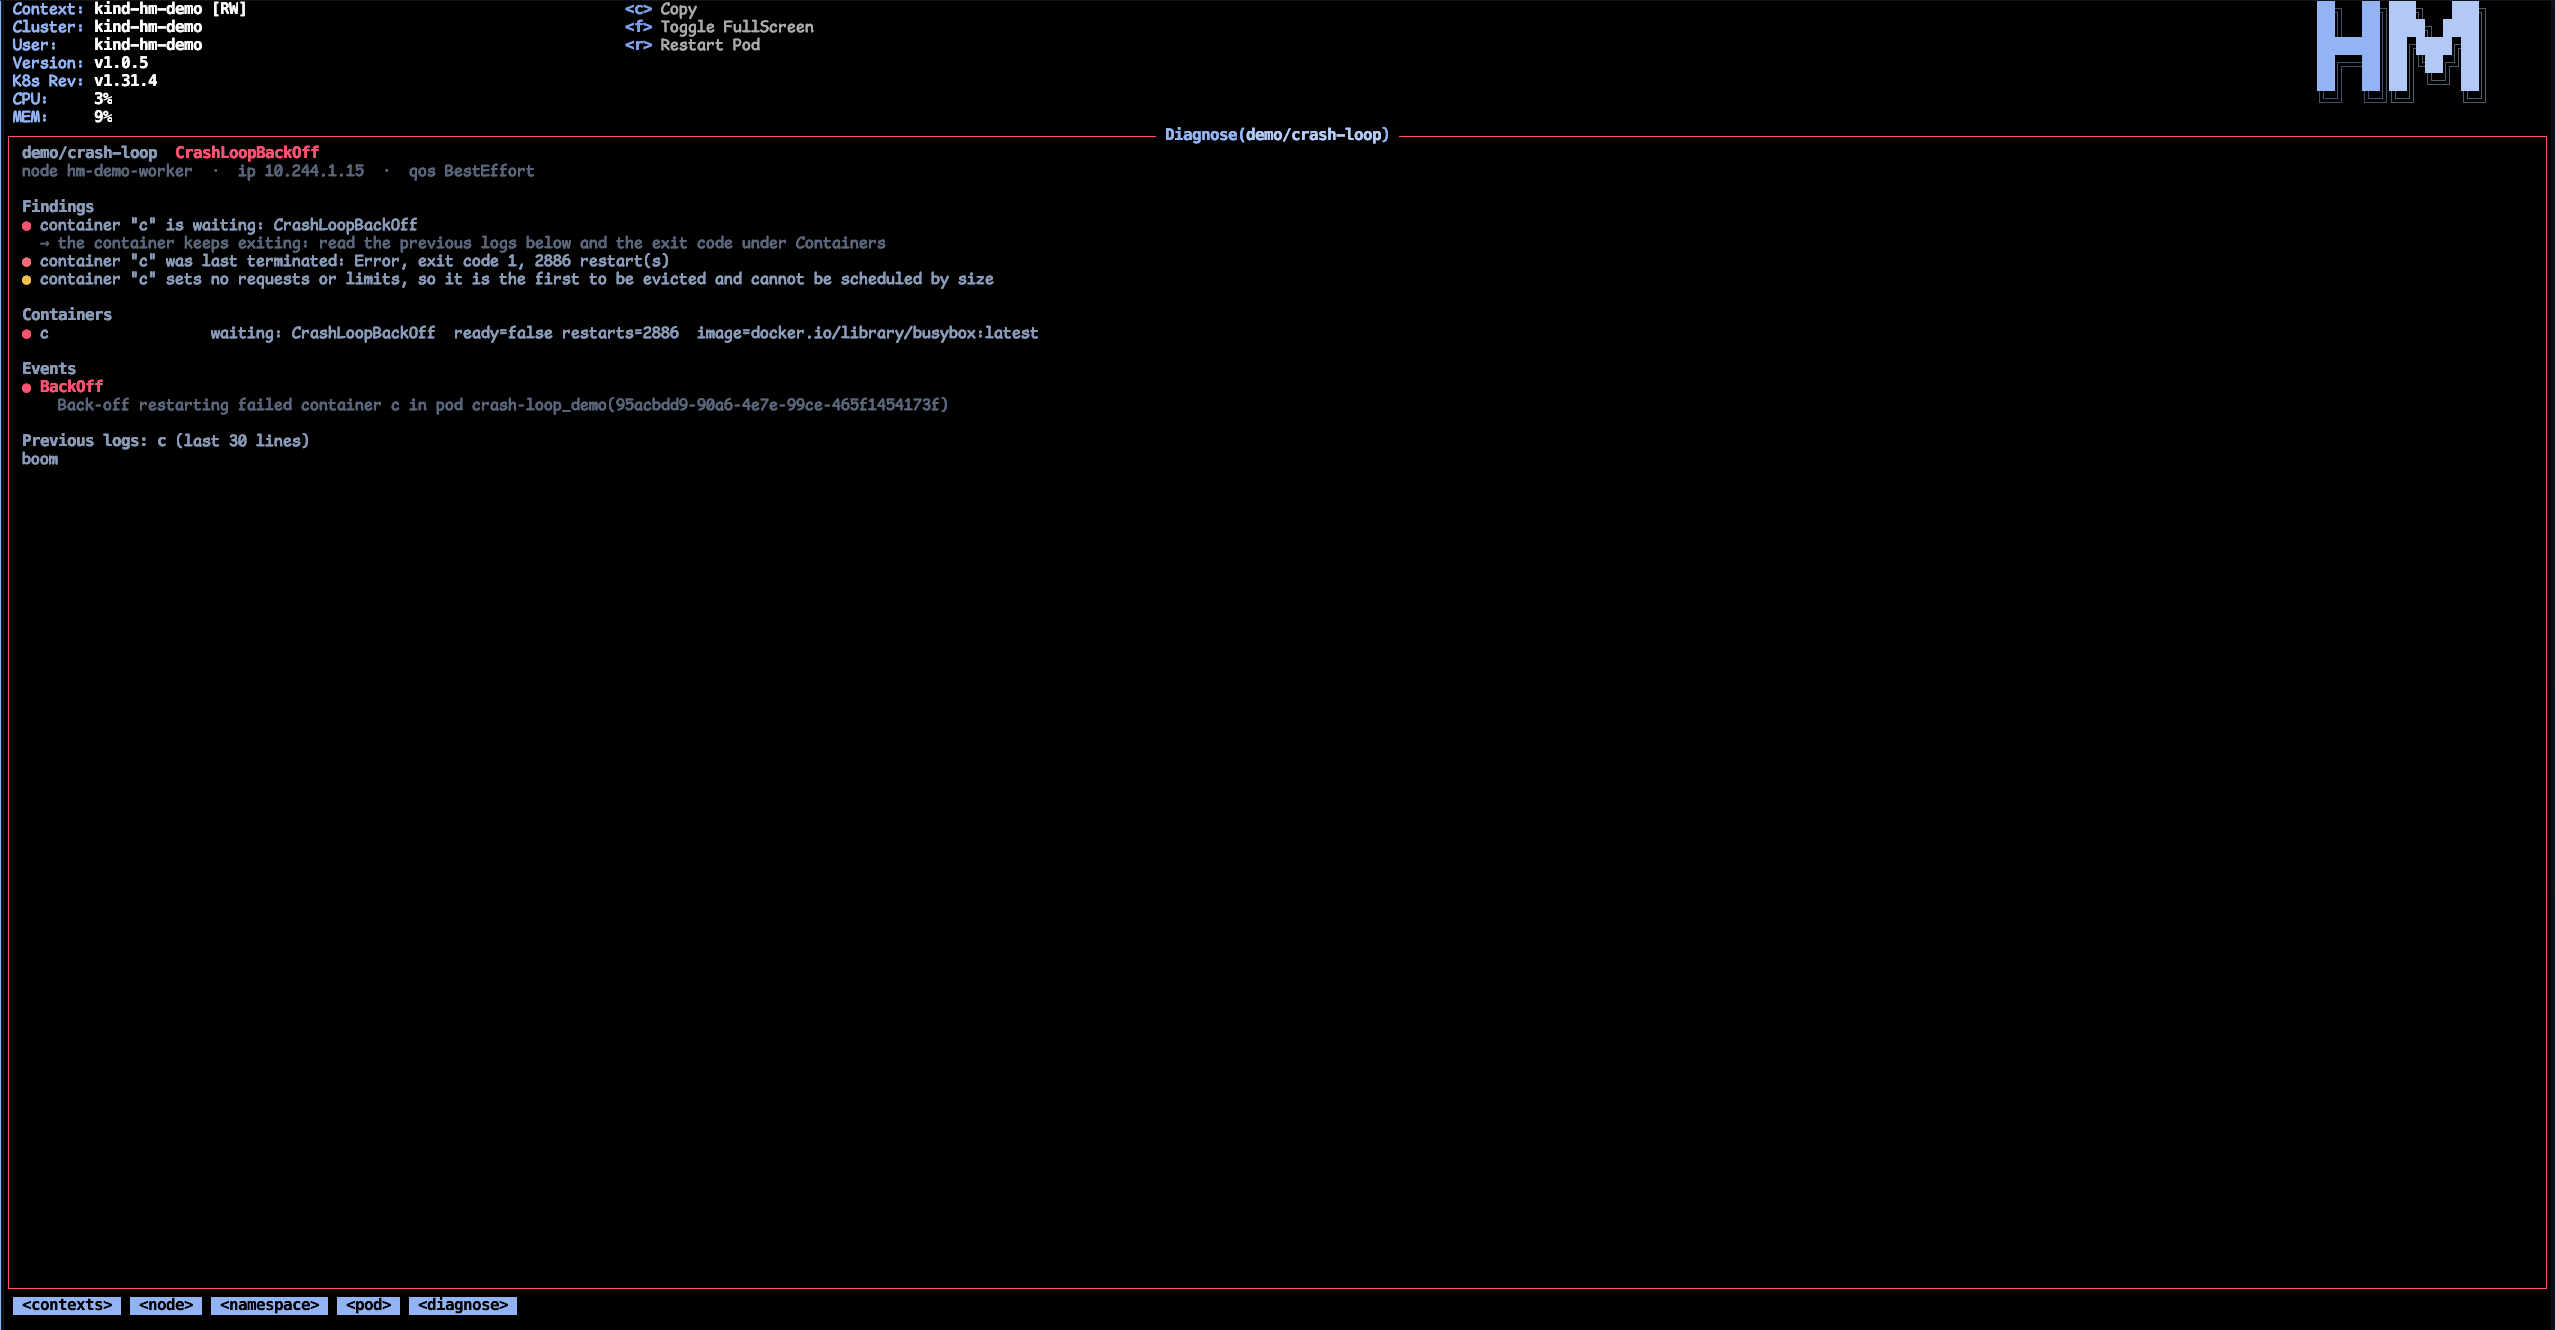 Context: kind-hm-demo [RW]
Cluster: kind-hm-demo
User: kind-hm-demo
Version: v1.0.5
K8s Rev: v1.31.4
CPU: 3%
MEM: 9%
<c> Copy
<f> Toggle FullScreen
<r> Restart Pod
HM
Diagnose(demo/crash-loop)
demo/crash-loop CrashLoopBackOff
node hm-demo-worker · ip 10.244.1.15 · qos BestEffort
Findings
● container "c" is waiting: CrashLoopBackOff
→ the container keeps exiting: read the previous logs below and the exit code under Containers
● container "c" was last terminated: Error, exit code 1, 2886 restart(s)
● container "c" sets no requests or limits, so it is the first to be evicted and cannot be scheduled by size
Containers
● c waiting: CrashLoopBackOff ready=false restarts=2886 image=docker.io/library/busybox:latest
Events
● BackOff
Back-off restarting failed container c in pod crash-loop_demo(95acbdd9-90a6-4e7e-99ce-465f1454173f)
Previous logs: c (last 30 lines)
boom
<contexts> <node> <namespace> <pod> <diagnose>